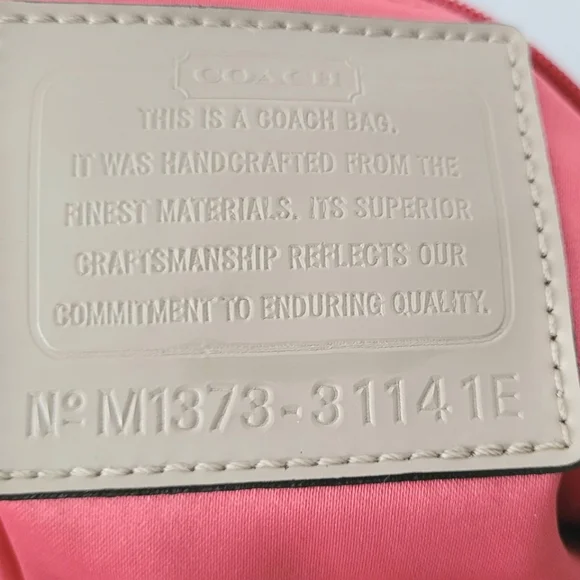 COACH
THIS IS A COACH BAG.
IT WAS HANDCRAFTED FROM THE
FINEST MATERIALS. ITS SUPERIOR
CRAFTSMANSHIP REFLECTS OUR
COMMITMENT TO ENDURING QUALITY.
Nº M1373-31141E